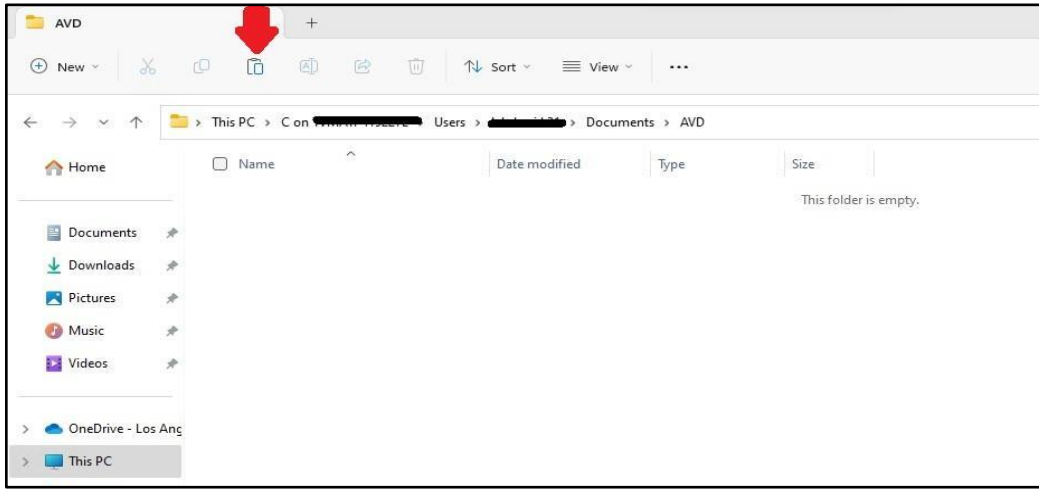 AVD +
New Sort View ...
This PC > C on > Users > > Documents > AVD
Home
Name Date modified Type Size
This folder is empty.
Documents
Downloads
Pictures
Music
Videos
OneDrive - Los Ang
This PC